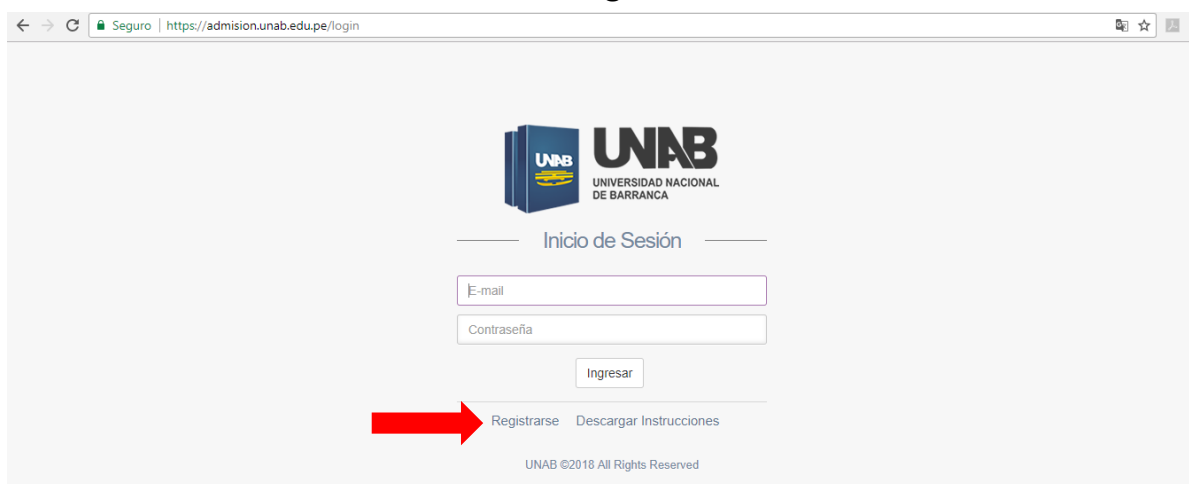 Seguro | https://admision.unab.edu.pe/login
UNAB
UNAB
UNIVERSIDAD NACIONAL
DE BARRANCA
Inicio de Sesión
E-mail
Contraseña
Ingresar
Registrarse Descargar Instrucciones
UNAB ©2018 All Rights Reserved